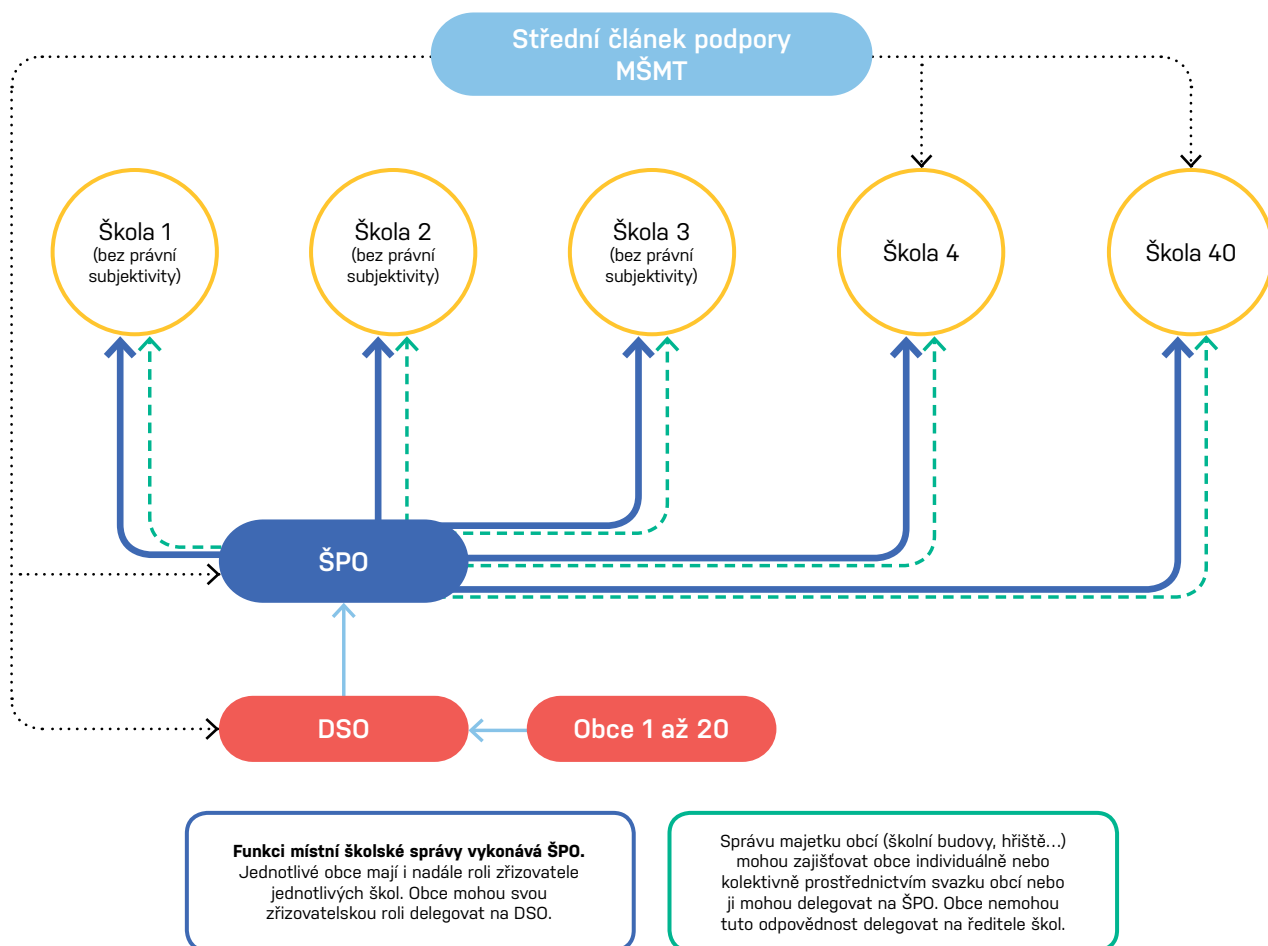 Střední článek podpory
MŠMT
Škola 1
(bez právní
subjektivity)
Škola 2
(bez právní
subjektivity)
Škola 3
(bez právní
subjektivity)
Škola 4
Škola 40
ŠPO
DSO
Obce 1 až 20
Funkci místní školské správy vykonává ŠPO.
Jednotlivé obce mají i nadále roli zřizovatele
jednotlivých škol. Obce mohou svou
zřizovatelskou roli delegovat na DSO.
Správu majetku obcí (školní budovy, hřiště...)
mohou zajišťovat obce individuálně nebo
kolektivně prostřednictvím svazku obcí nebo
ji mohou delegovat na ŠPO. Obce nemohou
tuto odpovědnost delegovat na ředitele škol.